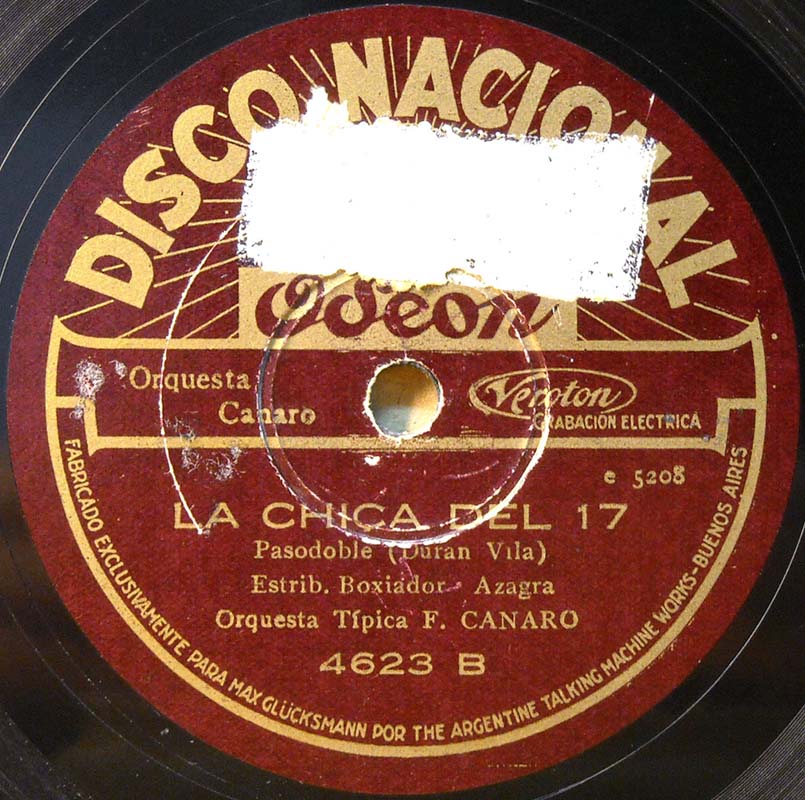 DISCO NACIONAL
Odeon
Orquesta
Canaro
Veroton
GRABACIÓN ELECTRICA
e 5208
LA CHICA DEL 17
Pasodoble (Duran Vila)
Estrib. Boxiador - Azagra
Orquesta Típica F. CANARO
4623 B
FABRICADO EXCLUSIVAMENTE PARA MAX GLÜCKSMANN POR THE ARGENTINE TALKING MACHINE WORKS-BUENOS AIRES